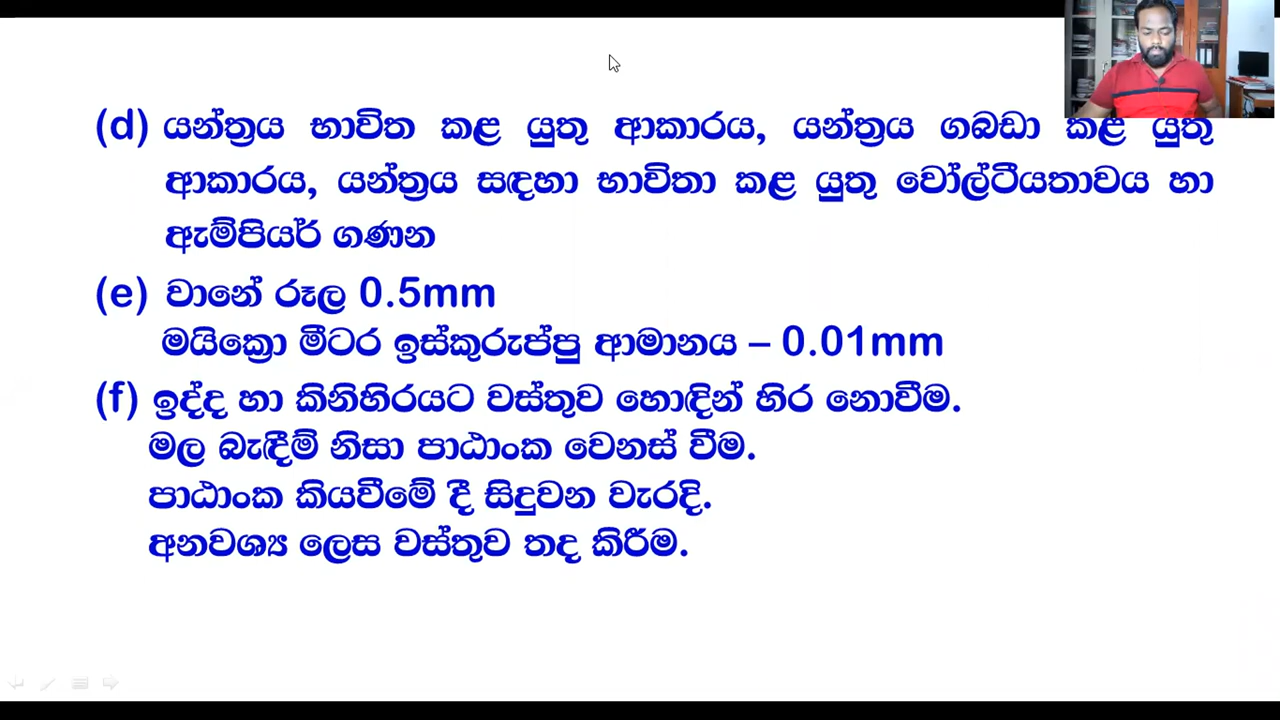 (d) යන්ත්‍රය භාවිත කළ යුතු ආකාරය, යන්ත්‍රය ගබඩා කළ යුතු
ආකාරය, යන්ත්‍රය සඳහා භාවිතා කළ යුතු වෝල්ටීයතාවය හා
ඇම්පියර් ගණන
(e) වානේ රූල 0.5mm
මයික්‍රො මීටර ඉස්කුරුප්පු ආමානය – 0.01mm
(f) ඉද්ද හා කිනිහිරයට වස්තුව හොඳින් හිර නොවීම.
මල බැඳීම් නිසා පාඨාංක වෙනස් වීම.
පාඨාංක කියවීමේ දී සිදුවන වැරදි.
අනවශ්‍ය ලෙස වස්තුව තද කිරීම.